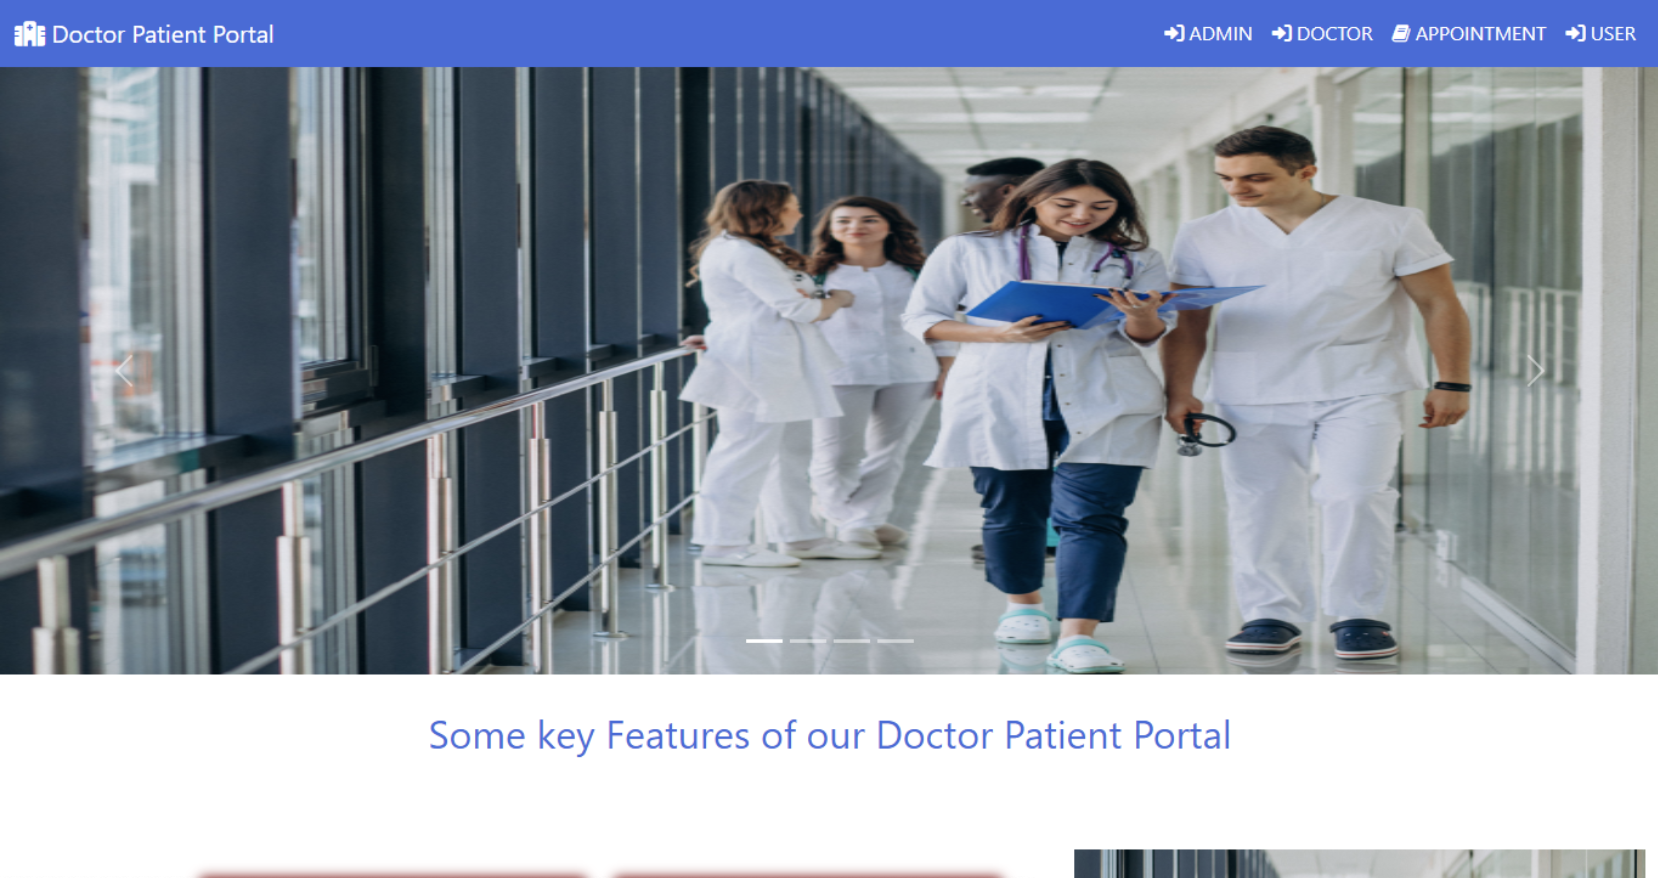 Doctor Patient Portal
ADMIN DOCTOR APPOINTMENT USER
Some key Features of our Doctor Patient Portal